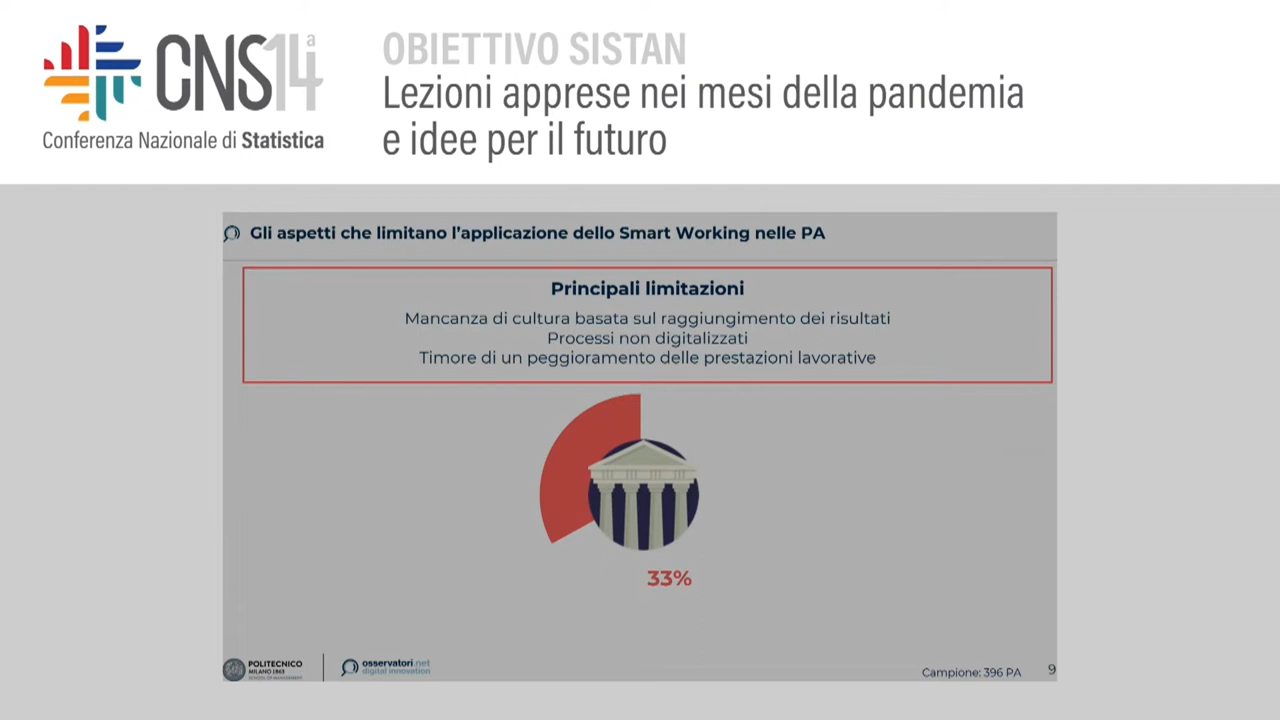 CNS14ª
Conferenza Nazionale di Statistica
OBIETTIVO SISTAN
Lezioni apprese nei mesi della pandemia
e idee per il futuro
Gli aspetti che limitano l'applicazione dello Smart Working nelle PA
Principali limitazioni
Mancanza di cultura basata sul raggiungimento dei risultati
Processi non digitalizzati
Timore di un peggioramento delle prestazioni lavorative
33%
POLITECNICO
MILANO 1863
SCHOOL OF MANAGEMENT
osservatori.net
digital innovation
Campione: 396 PA
9